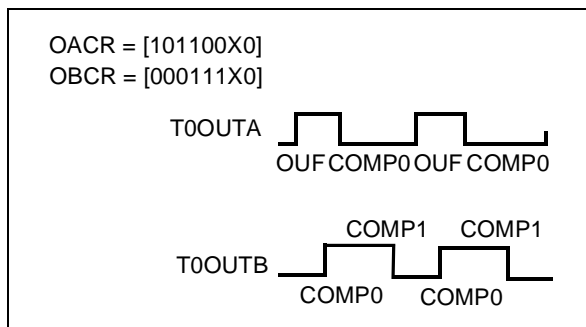 OACR = [101100X0]
OBCR = [000111X0]
T0OUTA
OUF COMP0 OUF COMP0
COMP1 COMP1
T0OUTB
COMP0 COMP0